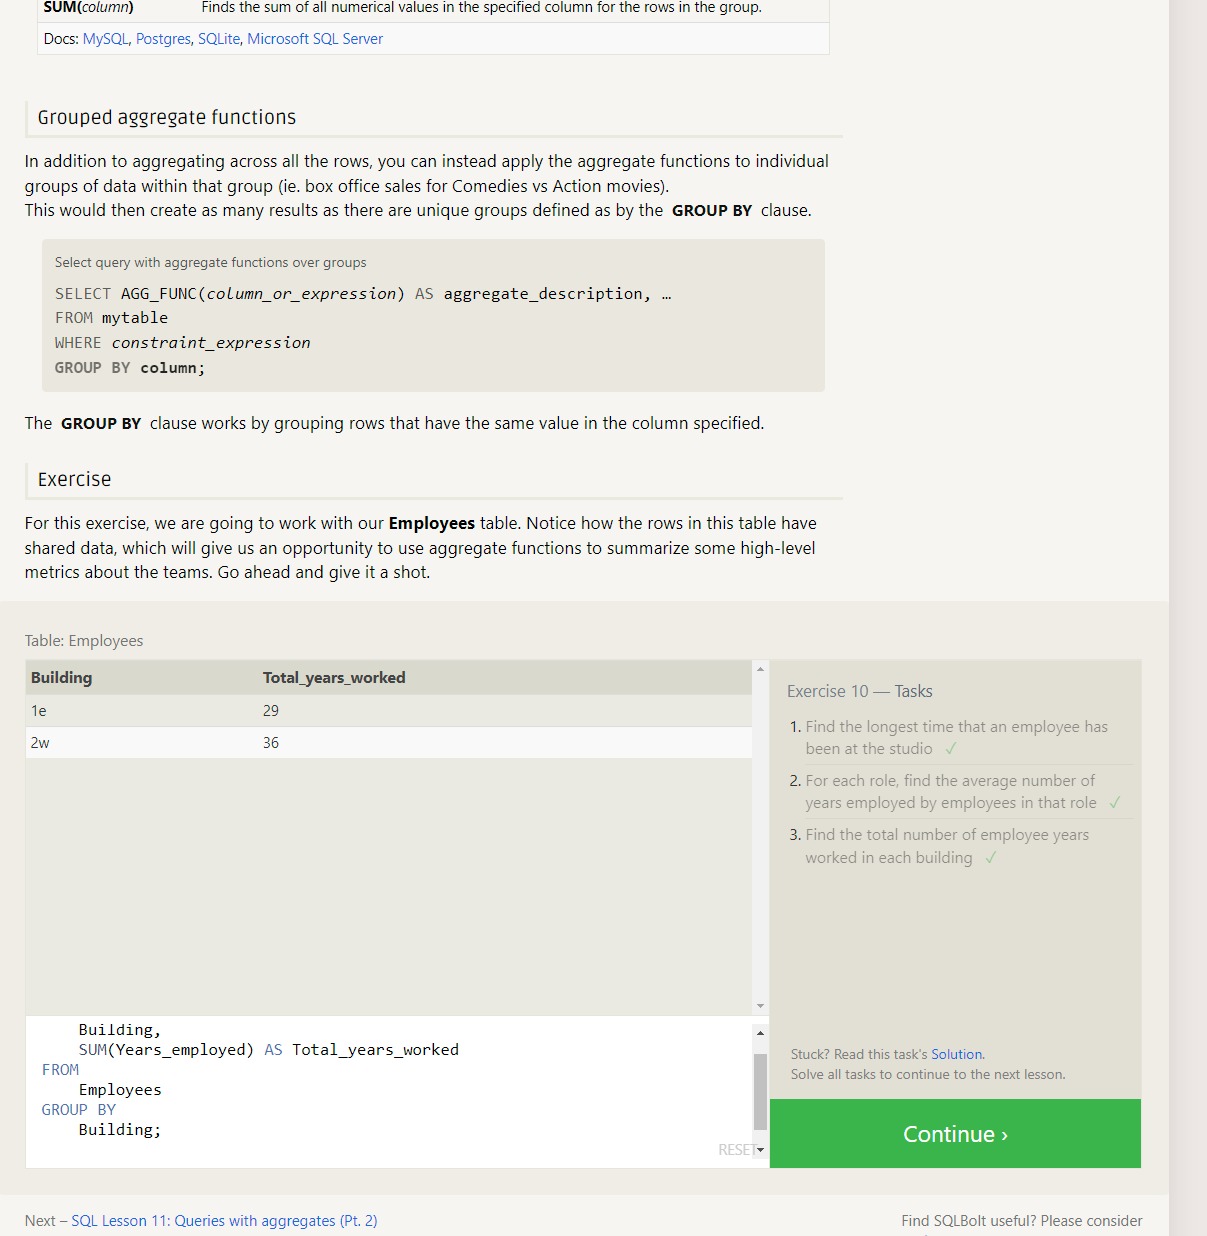 SUM(column) Finds the sum of all numerical values in the specified column for the rows in the group.
Docs: MySQL, Postgres, SQLite, Microsoft SQL Server
Grouped aggregate functions
In addition to aggregating across all the rows, you can instead apply the aggregate functions to individual
groups of data within that group (ie. box office sales for Comedies vs Action movies).
This would then create as many results as there are unique groups defined as by the GROUP BY clause.
Select query with aggregate functions over groups
SELECT AGG_FUNC(column_or_expression) AS aggregate_description, …
FROM mytable
WHERE constraint_expression
GROUP BY column;
The GROUP BY clause works by grouping rows that have the same value in the column specified.
Exercise
For this exercise, we are going to work with our Employees table. Notice how the rows in this table have
shared data, which will give us an opportunity to use aggregate functions to summarize some high-level
metrics about the teams. Go ahead and give it a shot.
Table: Employees
Building Total_years_worked
1e 29
2w 36
Building,
SUM(Years_employed) AS Total_years_worked
FROM
Employees
GROUP BY
Building;
RESET
Exercise 10 — Tasks
1. Find the longest time that an employee has
been at the studio ✓
2. For each role, find the average number of
years employed by employees in that role ✓
3. Find the total number of employee years
worked in each building ✓
Stuck? Read this task's Solution.
Solve all tasks to continue to the next lesson.
Continue ›
Next – SQL Lesson 11: Queries with aggregates (Pt. 2)
Find SQLBolt useful? Please consider